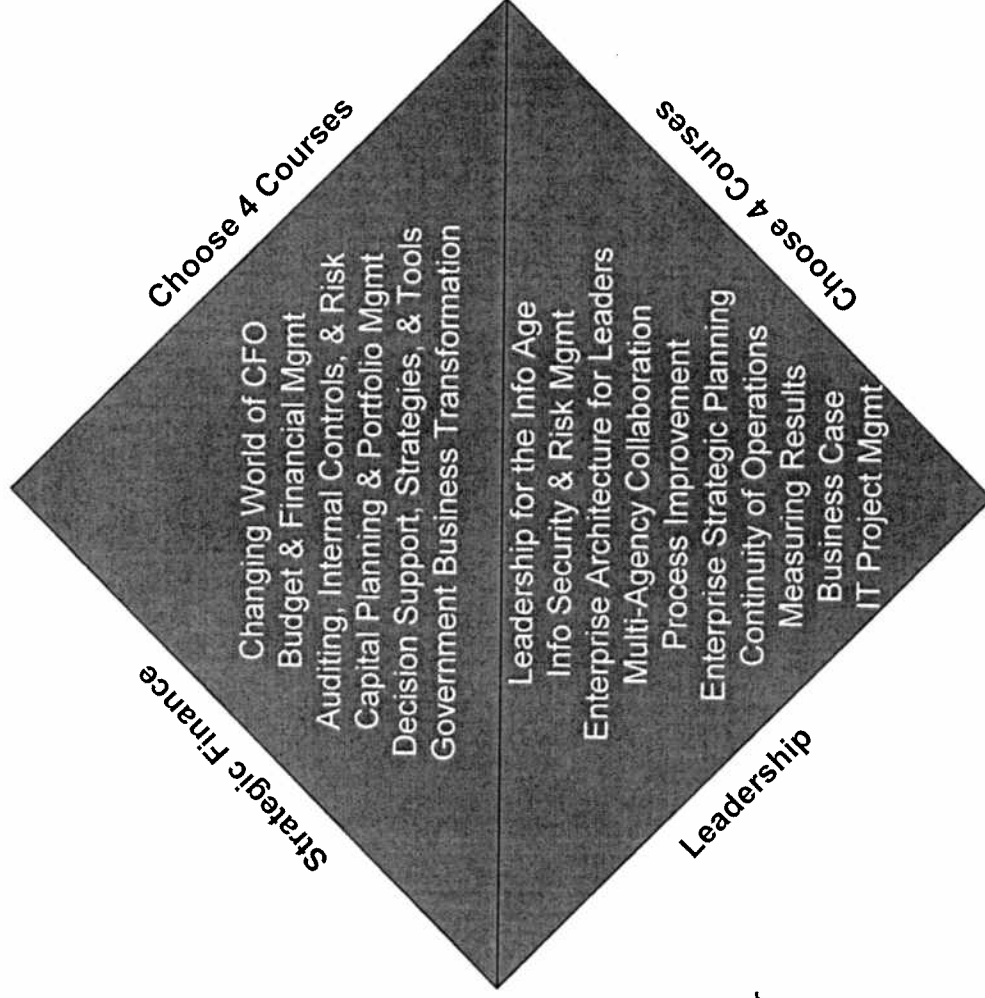 Strategic Finance
Choose 4 Courses
Changing World of CFO
Budget & Financial Mgmt
Auditing, Internal Controls, & Risk
Capital Planning & Portfolio Mgmt
Decision Support, Strategies, & Tools
Government Business Transformation
Leadership for the Info Age
Info Security & Risk Mgmt
Enterprise Architecture for Leaders
Multi-Agency Collaboration
Process Improvement
Enterprise Strategic Planning
Continuity of Operations
Measuring Results
Business Case
IT Project Mgmt
Leadership
Choose 4 Courses